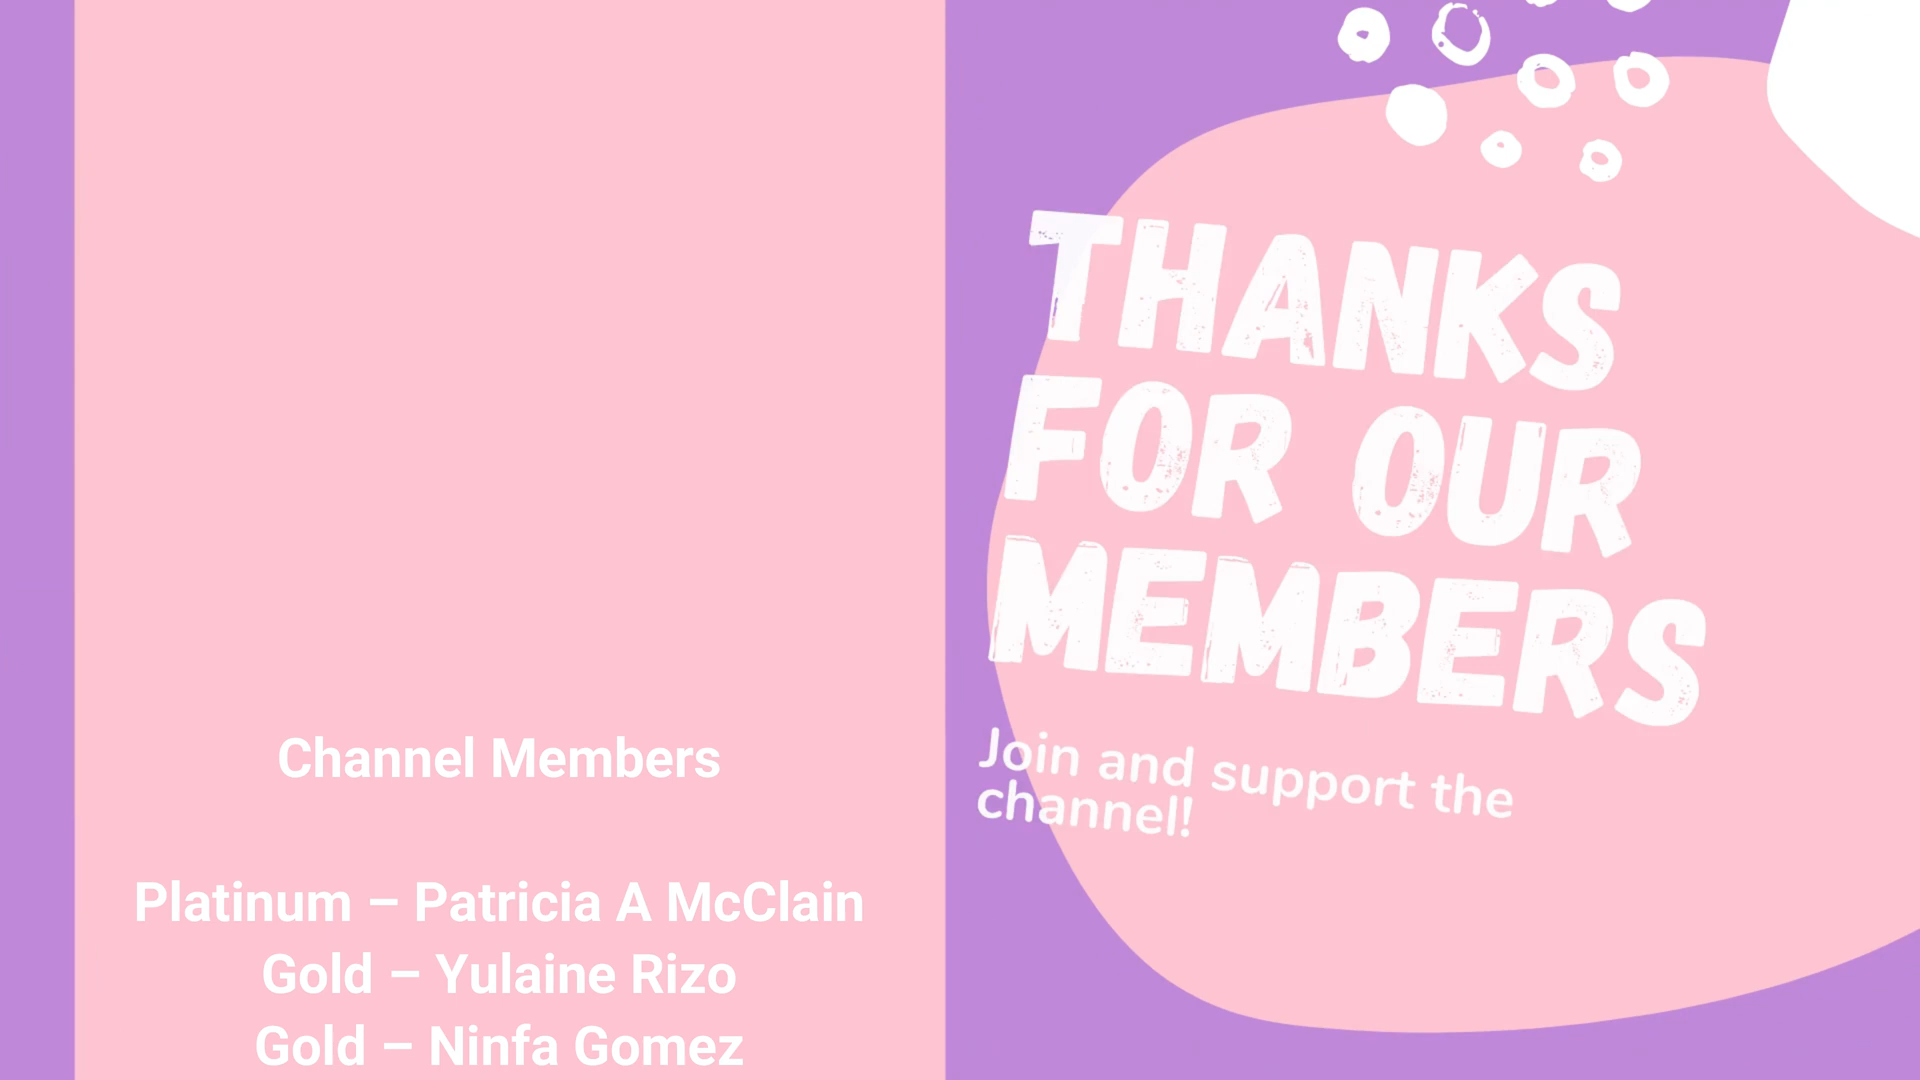 Channel Members
Platinum – Patricia A McClain
Gold – Yulaine Rizo
Gold – Ninfa Gomez
THANKS
FOR OUR
MEMBERS
Join and support the
channel!